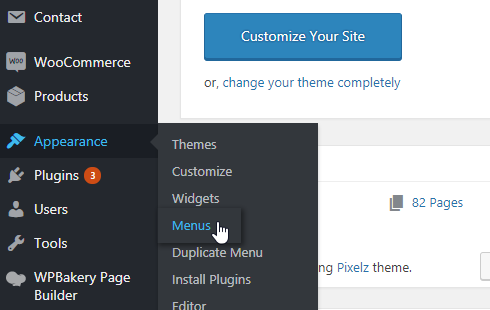 Contact
WOO
WooCommerce
Products
Appearance
Plugins 3
Users
Tools
WPBakery Page
Builder
Themes
Customize
Widgets
Menus
Duplicate Menu
Install Plugins
Editor
Customize Your Site
or, change your theme completely
82 Pages
ng Pixelz theme.